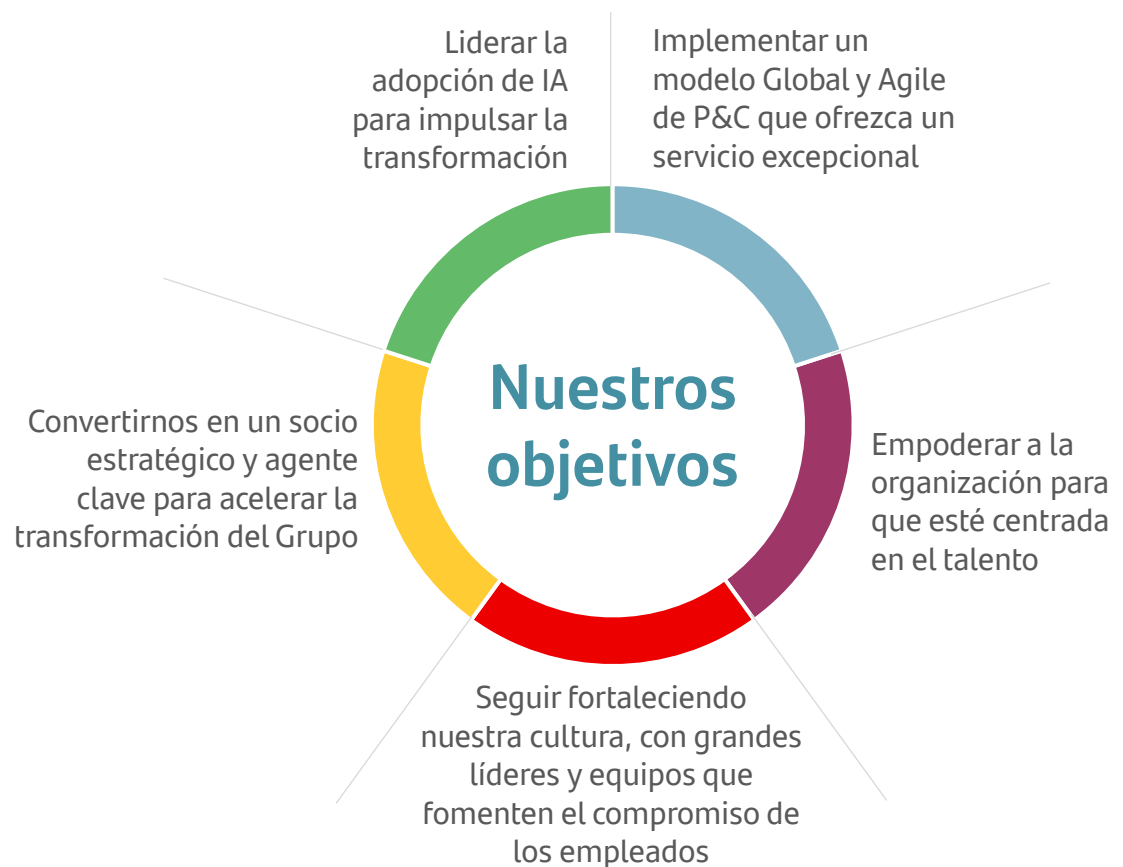 Liderar la
adopción de IA
para impulsar la
transformación
Implementar un
modelo Global y Agile
de P&C que ofrezca un
servicio excepcional
Nuestros
objetivos
Convertirnos en un socio
estratégico y agente
clave para acelerar la
transformación del Grupo
Empoderar a la
organización para
que esté centrada
en el talento
Seguir fortaleciendo
nuestra cultura, con grandes
líderes y equipos que
fomenten el compromiso de
los empleados